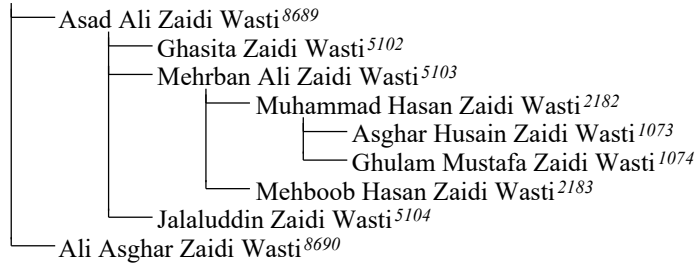 Asad Ali Zaidi Wasti 8689
Ghasita Zaidi Wasti 5102
Mehrban Ali Zaidi Wasti 5103
Muhammad Hasan Zaidi Wasti 2182
Asghar Husain Zaidi Wasti 1073
Ghulam Mustafa Zaidi Wasti 1074
Mehboob Hasan Zaidi Wasti 2183
Jalaluddin Zaidi Wasti 5104
Ali Asghar Zaidi Wasti 8690